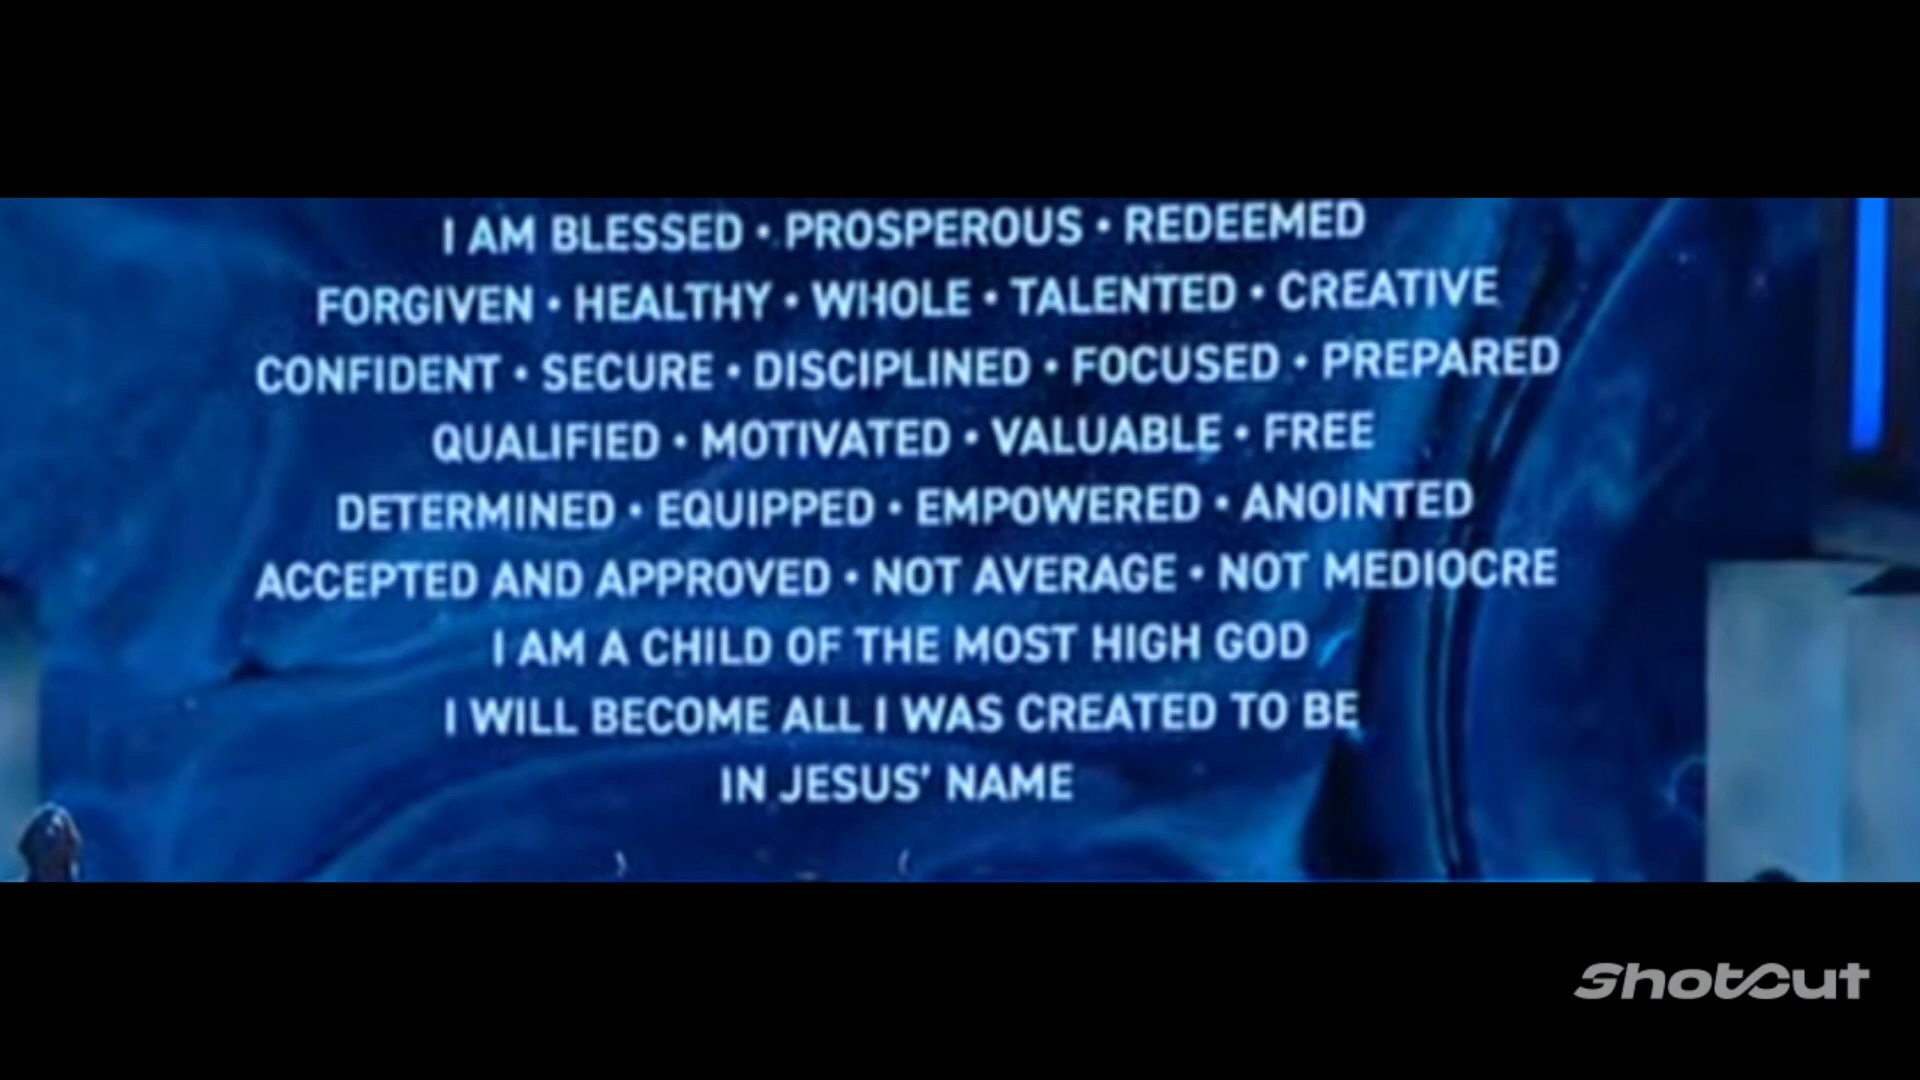 I AM BLESSED • PROSPEROUS • REDEEMED
FORGIVEN • HEALTHY • WHOLE • TALENTED • CREATIVE
CONFIDENT • SECURE • DISCIPLINED • FOCUSED • PREPARED
QUALIFIED • MOTIVATED • VALUABLE • FREE
DETERMINED • EQUIPPED • EMPOWERED • ANOINTED
ACCEPTED AND APPROVED • NOT AVERAGE • NOT MEDIOCRE
I AM A CHILD OF THE MOST HIGH GOD
I WILL BECOME ALL I WAS CREATED TO BE
IN JESUS’ NAME
ShotCut